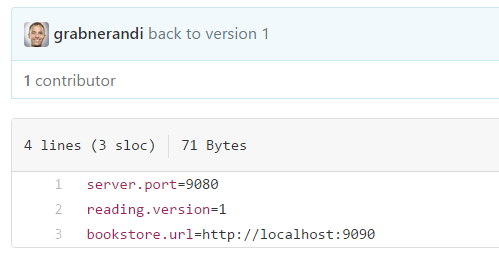 grabnerandi back to version 1
1 contributor
4 lines (3 sloc) 71 Bytes
1 server.port=9080
2 reading.version=1
3 bookstore.url=http://localhost:9090